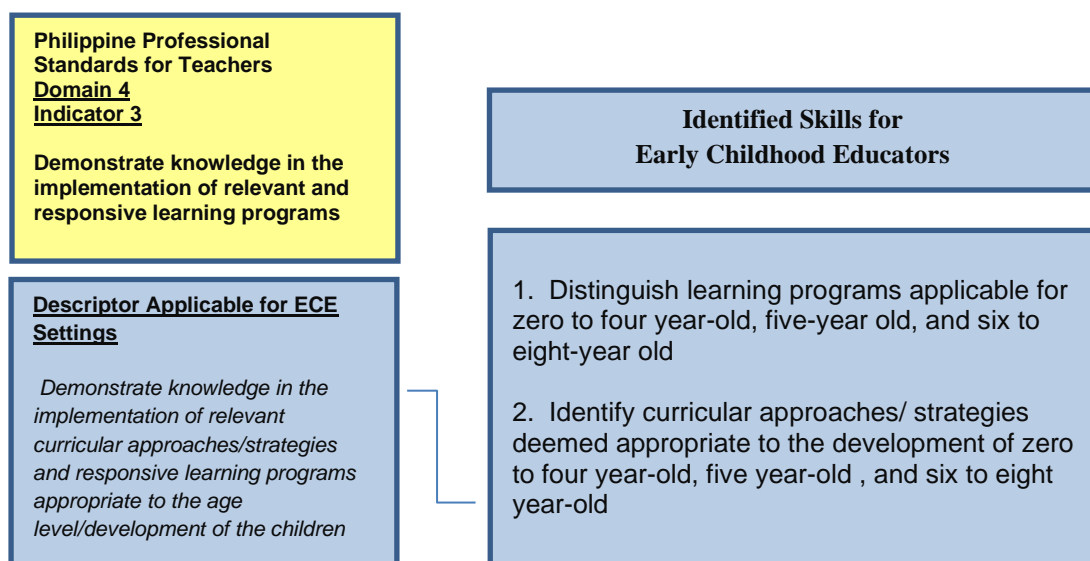 Philippine Professional
Standards for Teachers
Domain 4
Indicator 3
Demonstrate knowledge in the
implementation of relevant and
responsive learning programs
Descriptor Applicable for ECE
Settings
Demonstrate knowledge in the
implementation of relevant
curricular approaches/strategies
and responsive learning programs
appropriate to the age
level/development of the children
Identified Skills for
Early Childhood Educators
1. Distinguish learning programs applicable for
zero to four year-old, five-year old, and six to
eight-year old
2. Identify curricular approaches/ strategies
deemed appropriate to the development of zero
to four year-old, five year-old , and six to eight
year-old